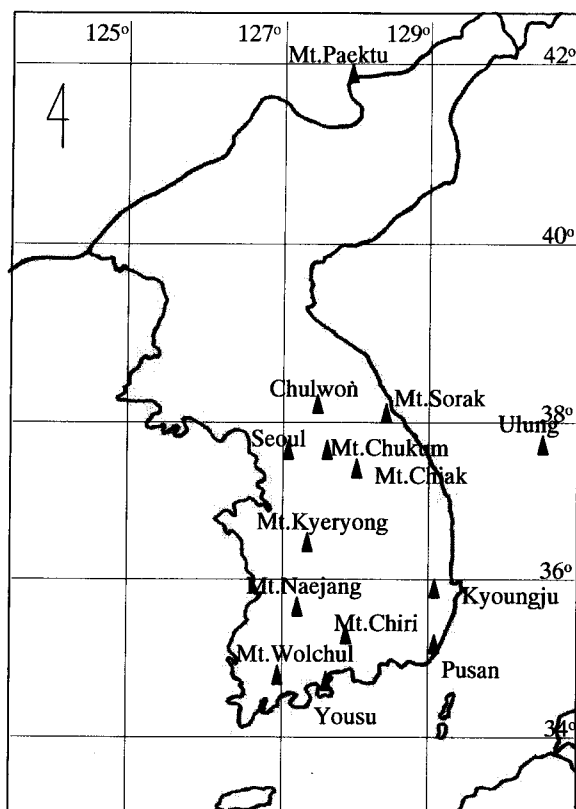 125° 127° 129°
Mt.Paektu
42°
4
40°
Chulwon
Mt.Sorak
38°
Ulung
Seoul
Mt.Chukum
Mt.Chjak
Mt.Kyeryong
36°
Mt.Naejang
Kyoungju
Mt.Chiri
Mt.Wolchul
Pusan
Yousu
34°